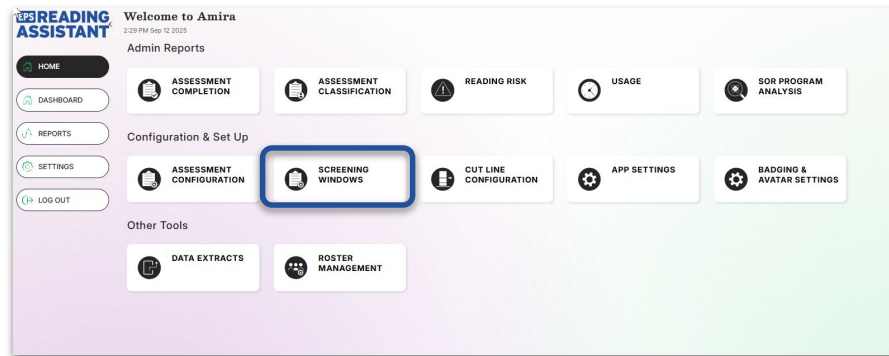 EPS READING
ASSISTANT
Welcome to Amira
2:29 PM Sep 12 2025
Admin Reports
HOME
DASHBOARD
REPORTS
SETTINGS
LOG OUT
ASSESSMENT
COMPLETION
ASSESSMENT
CLASSIFICATION
READING RISK
USAGE
SOR PROGRAM
ANALYSIS
Configuration & Set Up
ASSESSMENT
CONFIGURATION
SCREENING
WINDOWS
CUT LINE
CONFIGURATION
APP SETTINGS
BADGING &
AVATAR SETTINGS
Other Tools
DATA EXTRACTS
ROSTER
MANAGEMENT